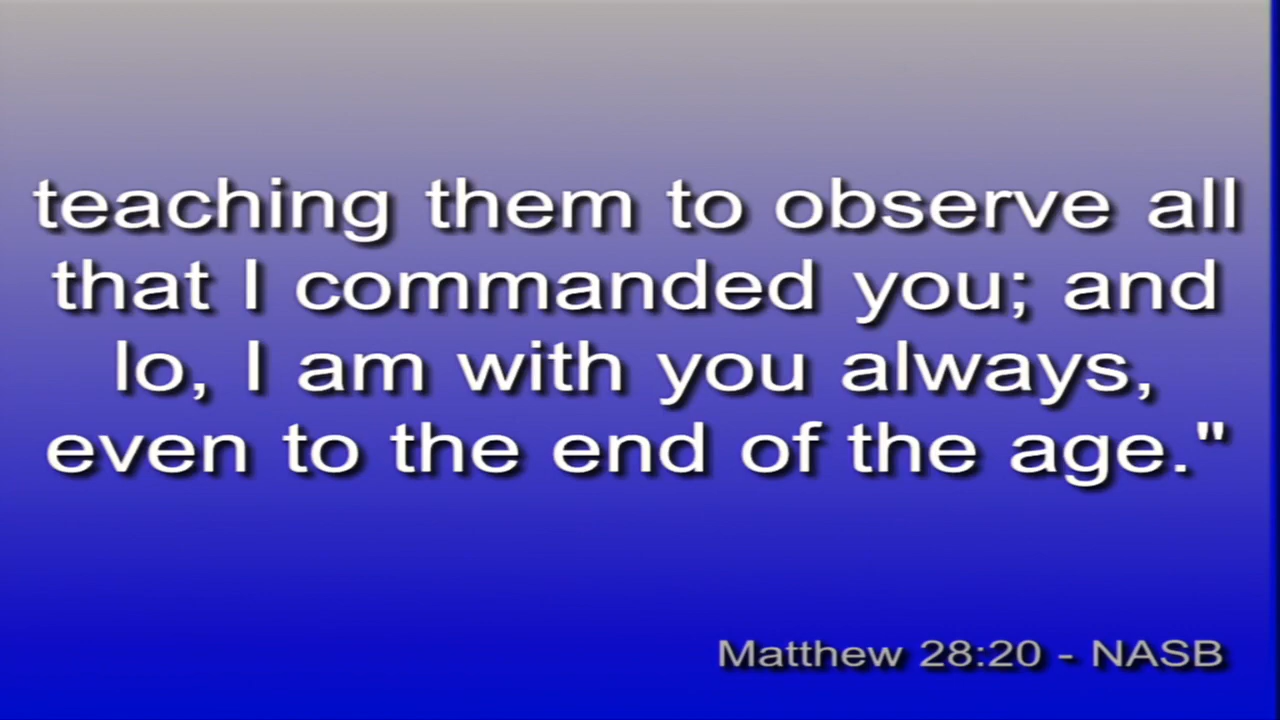 teaching them to observe all
that I commanded you; and
lo, I am with you always,
even to the end of the age."
Matthew 28:20 - NASB